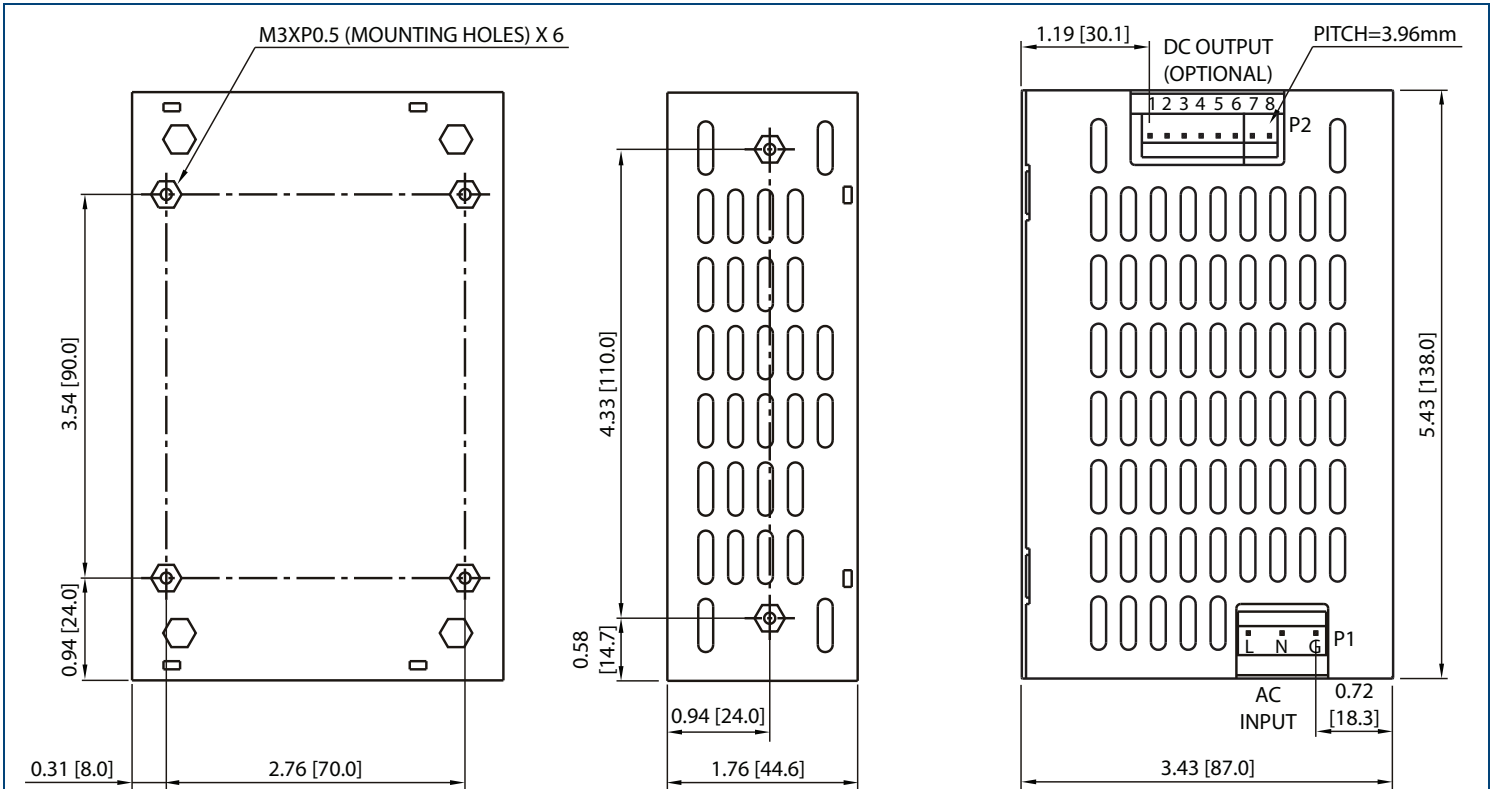 M3XP0.5 (MOUNTING HOLES) X 6
3.54 [90.0]
0.94 [24.0]
0.31 [8.0]
2.76 [70.0]
4.33 [110.0]
0.58
[14.7]
0.94 [24.0]
1.76 [44.6]
1.19 [30.1]
DC OUTPUT
(OPTIONAL)
PITCH=3.96mm
1 2 3 4 5 6 7 8
P2
5.43 [138.0]
L N G
P1
AC
INPUT
0.72
[18.3]
3.43 [87.0]